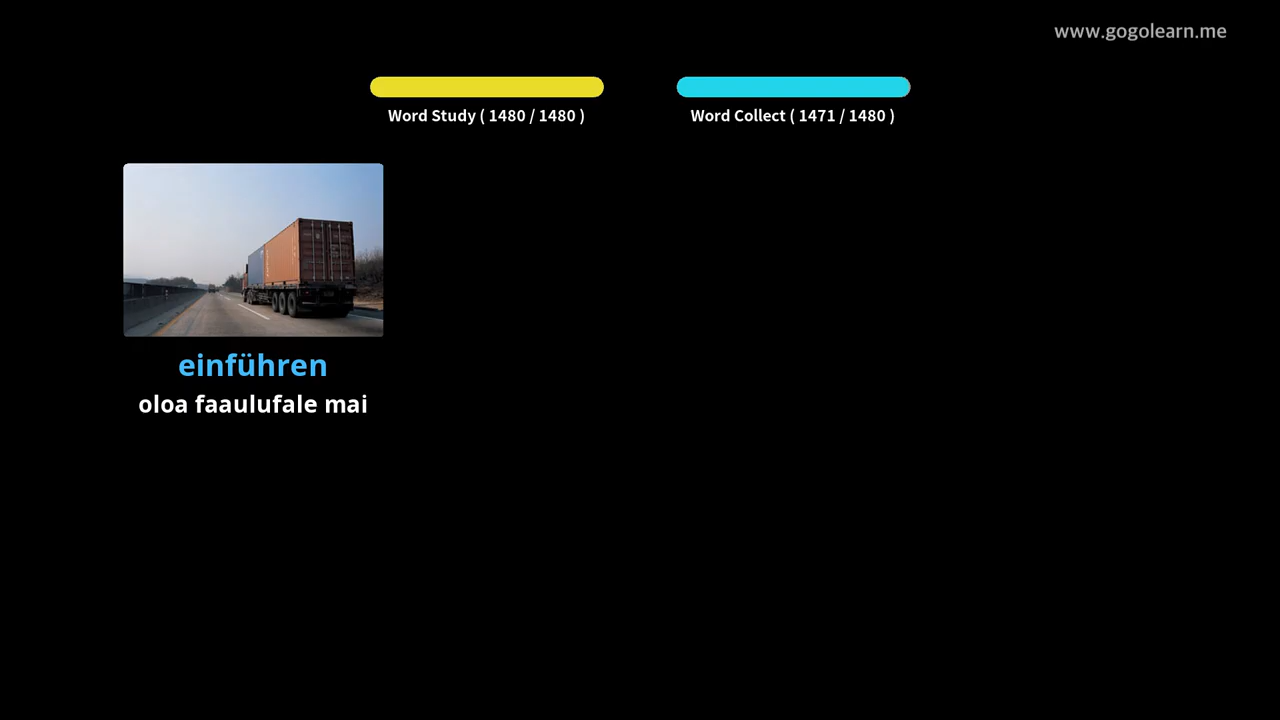 www.gogolearn.me
Word Study ( 1480 / 1480 )
Word Collect ( 1471 / 1480 )
einführen
oloa faaulufale mai